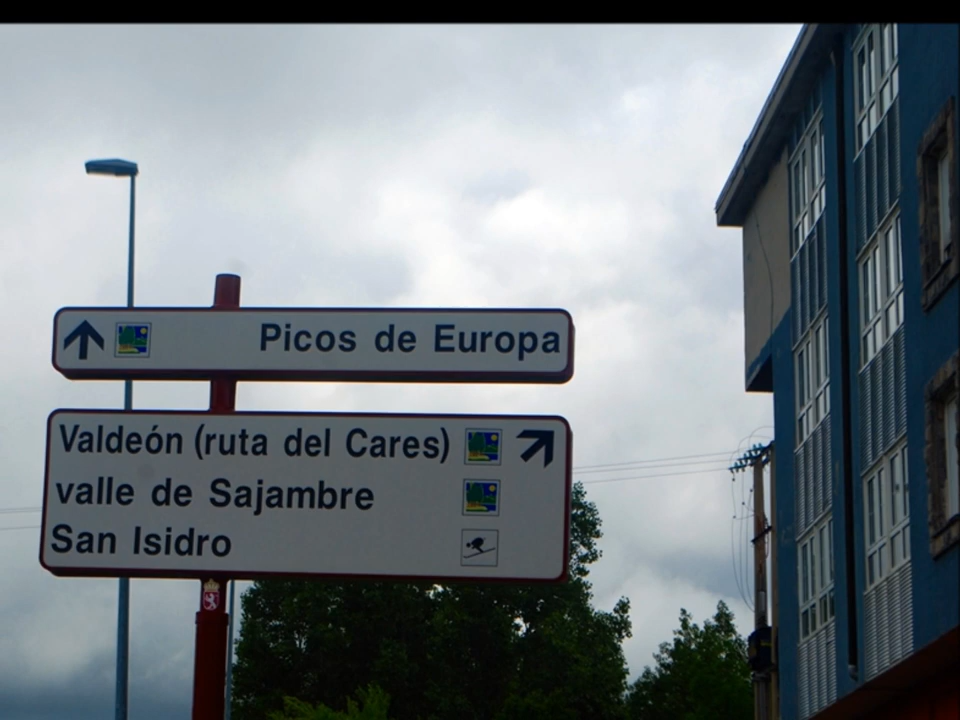 Picos de Europa
Valdeón (ruta del Cares)
valle de Sajambre
San Isidro